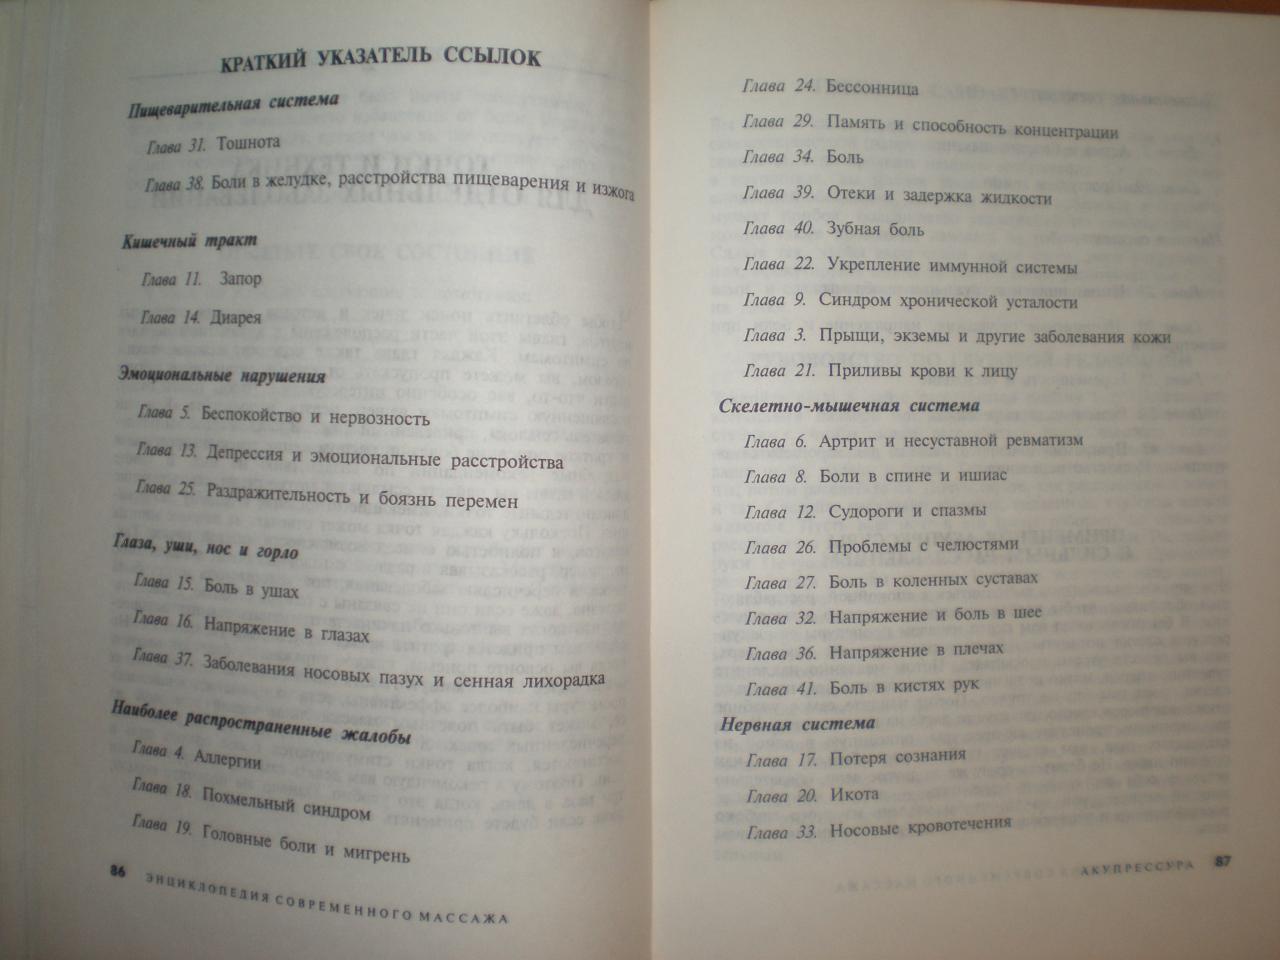 КРАТКИЙ УКАЗАТЕЛЬ ССЫЛОК
Пищеварительная система
Глава 31. Тошнота
Глава 38. Боли в желудке, расстройства пищеварения и изжога
Кишечный тракт
Глава 11. Запор
Глава 14. Диарея
Эмоциональные нарушения
Глава 5. Беспокойство и нервозность
Глава 13. Депрессия и эмоциональные расстройства
Глава 25. Раздражительность и боязнь перемен
Глаза, уши, нос и горло
Глава 15. Боль в ушах
Глава 16. Напряжение в глазах
Глава 37. Заболевания носовых пазух и сенная лихорадка
Наиболее распространенные жалобы
Глава 4. Аллергии
Глава 18. Похмельный синдром
Глава 19. Головные боли и мигрень
86 ЭНЦИКЛОПЕДИЯ СОВРЕМЕННОГО МАССАЖА
Глава 24. Бессонница
Глава 29. Память и способность концентрации
Глава 34. Боль
Глава 39. Отеки и задержка жидкости
Глава 40. Зубная боль
Глава 22. Укрепление иммунной системы
Глава 9. Синдром хронической усталости
Глава 3. Прыщи, экземы и другие заболевания кожи
Глава 21. Приливы крови к лицу
Скелетно-мышечная система
Глава 6. Артрит и несуставной ревматизм
Глава 8. Боли в спине и ишиас
Глава 12. Судороги и спазмы
Глава 26. Проблемы с челюстями
Глава 27. Боль в коленных суставах
Глава 32. Напряжение и боль в шее
Глава 36. Напряжение в плечах
Глава 41. Боль в кистях рук
Нервная система
Глава 17. Потеря сознания
Глава 20. Икота
Глава 33. Носовые кровотечения
АКУПРЕССУРА 87